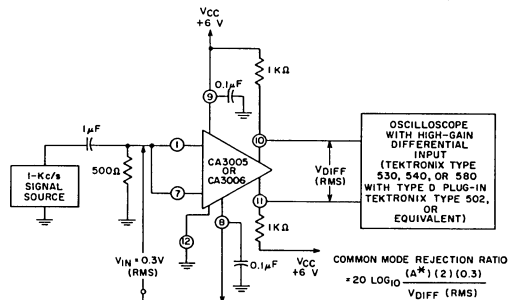 VCC
+6 V
1 KΩ
0.1µF
9
1µF
10
1
CA3005
OR
CA3006
500Ω
7
VDIFF
(RMS)
OSCILLOSCOPE
WITH HIGH-GAIN
DIFFERENTIAL
INPUT
(TEKTRONIX TYPE
530, 540, OR 580
WITH TYPE D PLUG-IN
TEKTRONIX TYPE 502,
OR
EQUIVALENT)
1-Kc/s
SIGNAL
SOURCE
11
8
12
1KΩ
VIN = 0.3V
(RMS)
0.1µF
VCC
+6 V
COMMON MODE REJECTION RATIO
= 20 LOG10 (A*) (2) (0.3)
VDIFF (RMS)